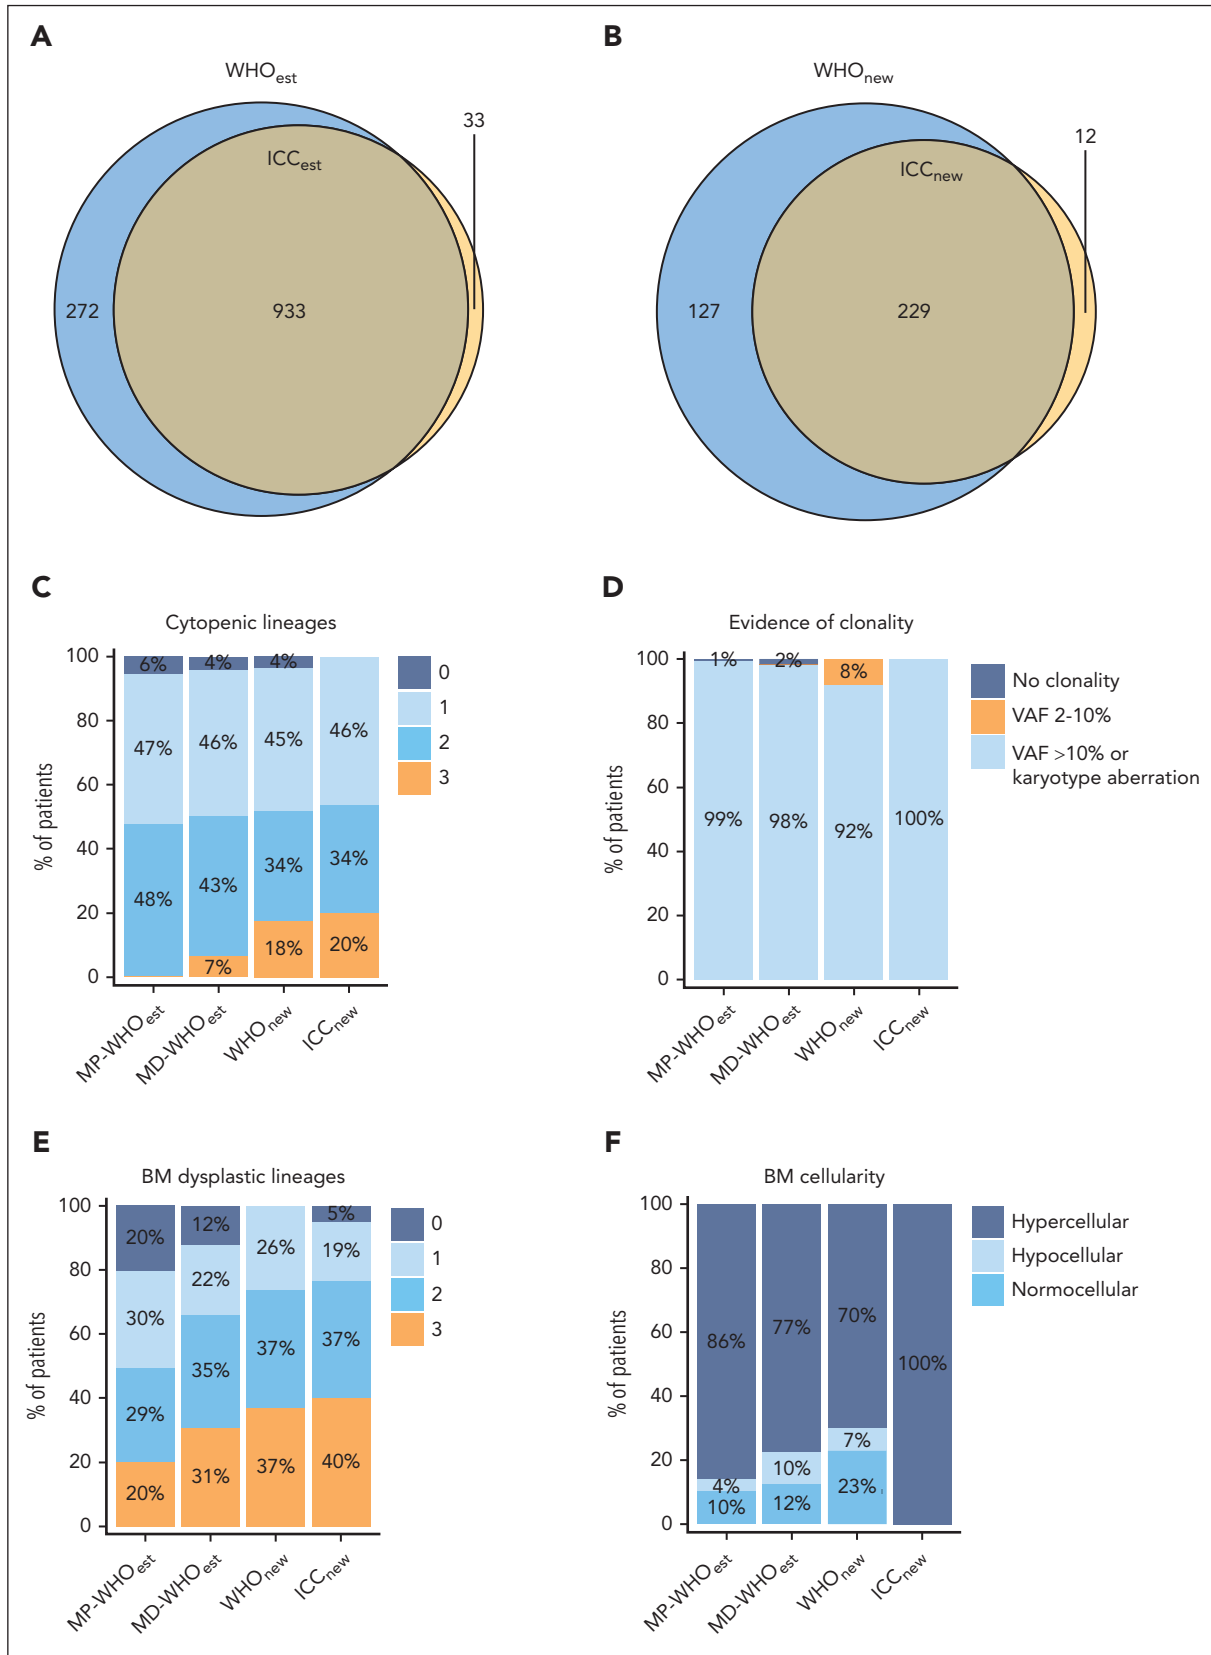 A
WHOest
ICCest
33
272
933
B
WHOnew
ICCnew
12
127
229
C
Cytopenic lineages
% of patients
100
80
60
40
20
0
6%
47%
48%
4%
46%
43%
7%
4%
45%
34%
18%
46%
34%
20%
MP-WHOest
MD-WHOest
WHOnew
ICCnew
0
1
2
3
D
Evidence of clonality
% of patients
100
80
60
40
20
0
1%
99%
2%
98%
8%
92%
100%
MP-WHOest
MD-WHOest
WHOnew
ICCnew
No clonality
VAF 2-10%
VAF >10% or
karyotype aberration
E
BM dysplastic lineages
% of patients
100
80
60
40
20
0
20%
30%
29%
20%
12%
22%
35%
31%
26%
37%
37%
5%
19%
37%
40%
MP-WHOest
MD-WHOest
WHOnew
ICCnew
0
1
2
3
F
BM cellularity
% of patients
100
80
60
40
20
0
86%
4%
10%
77%
10%
12%
70%
7%
23%
100%
MP-WHOest
MD-WHOest
WHOnew
ICCnew
Hypercellular
Hypocellular
Normocellular